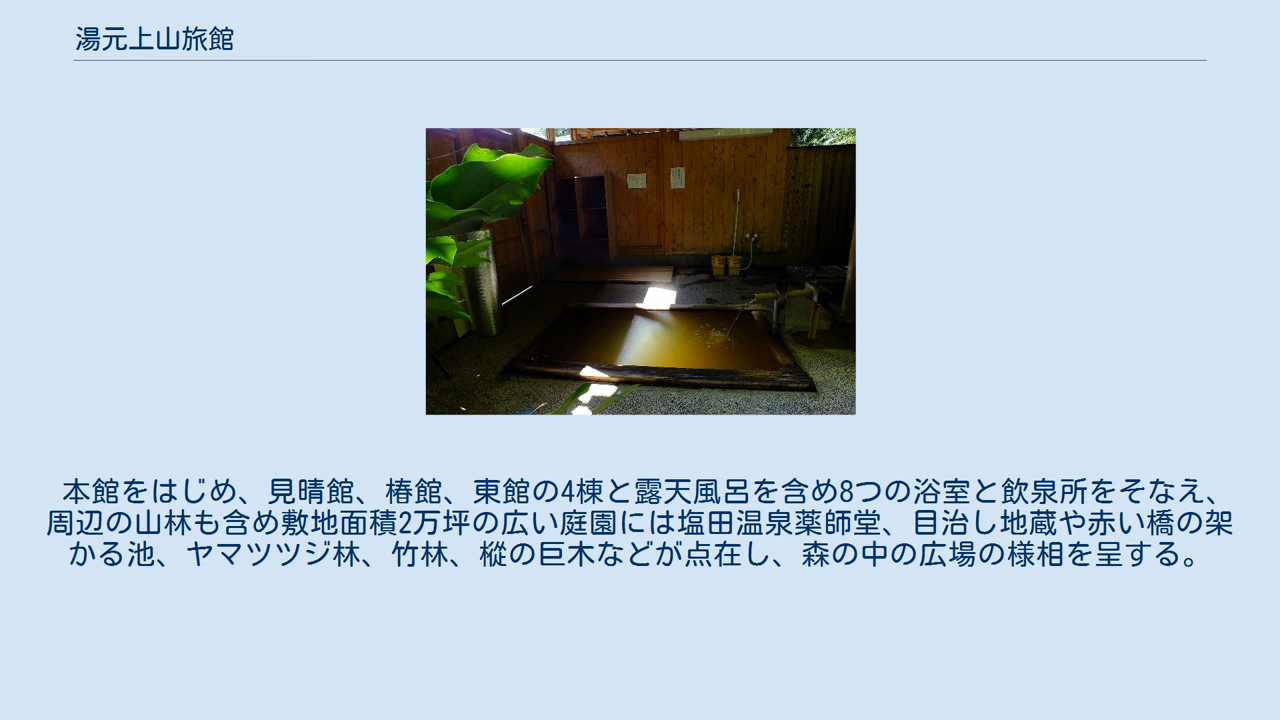 湯元上山旅館
本館をはじめ、見晴館、椿館、東館の4棟と露天風呂を含め8つの浴室と飲泉所をそなえ、
周辺の山林も含め敷地面積2万坪の広い庭園には塩田温泉薬師堂、目治し地蔵や赤い橋の架
かる池、ヤマツツジ林、竹林、樅の巨木などが点在し、森の中の広場の様相を呈する。